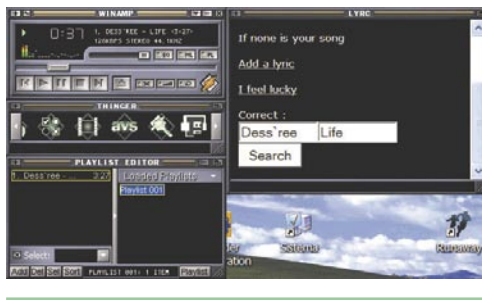 WINAMP
0:37
1. DESS'REE - LIFE <3:27>
128KBPS STEREO 44.1KHZ
THINGER
avs
PLAYLIST EDITOR
1. Dess'ree - ... 3:27
Loaded Playlists
Playlist 001
Select:
Add Del Sel Sort PLAYLIST 001: 1 ITEM Playlist
LYRC
If none is your song
Add a lyric
I feel lucky
Correct :
Dess`ree Life
Search
Sistema
Runaway
ation